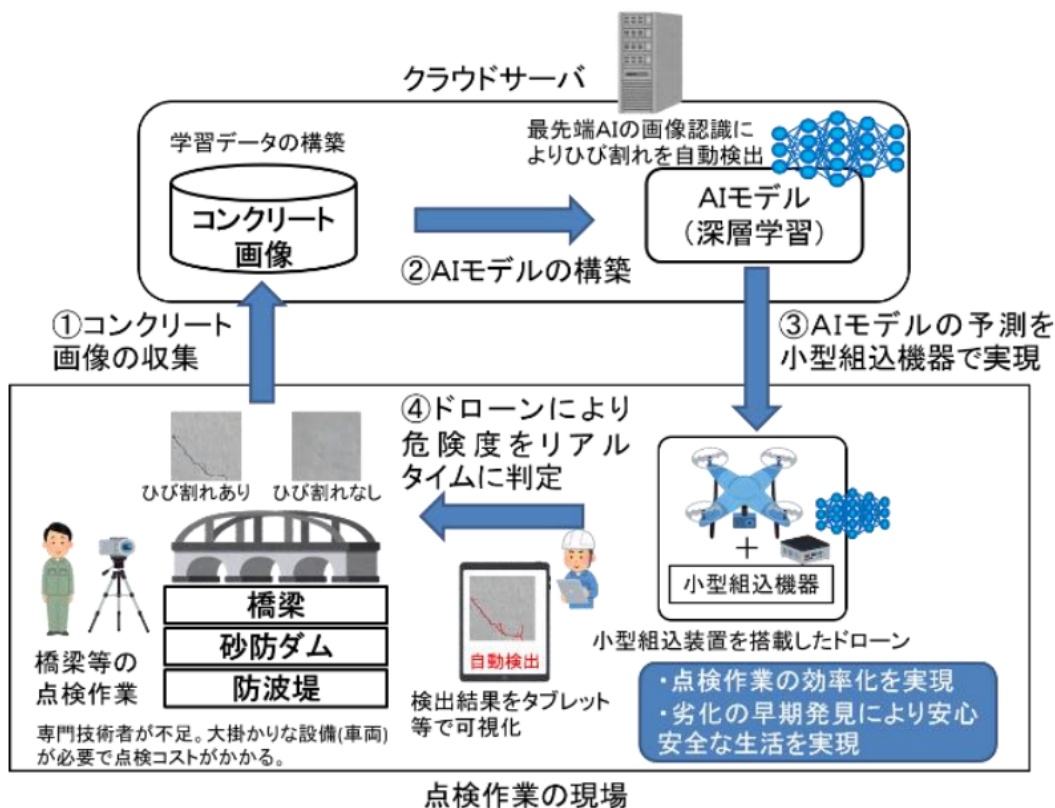 クラウドサーバ
学習データの構築
コンクリート
画像
最先端AIの画像認識に
よりひび割れを自動検出
AIモデル
（深層学習）
②AIモデルの構築
①コンクリート
画像の収集
③AIモデルの予測を
小型組込機器で実現
ひび割れあり
ひび割れなし
④ドローンにより
危険度をリアル
タイムに判定
橋梁
砂防ダム
防波堤
橋梁等の
点検作業
専門技術者が不足。大掛かりな設備(車両)
が必要で点検コストがかかる。
自動検出
検出結果をタブレット
等で可視化
＋
小型組込機器
小型組込装置を搭載したドローン
・点検作業の効率化を実現
・劣化の早期発見により安心
安全な生活を実現
点検作業の現場